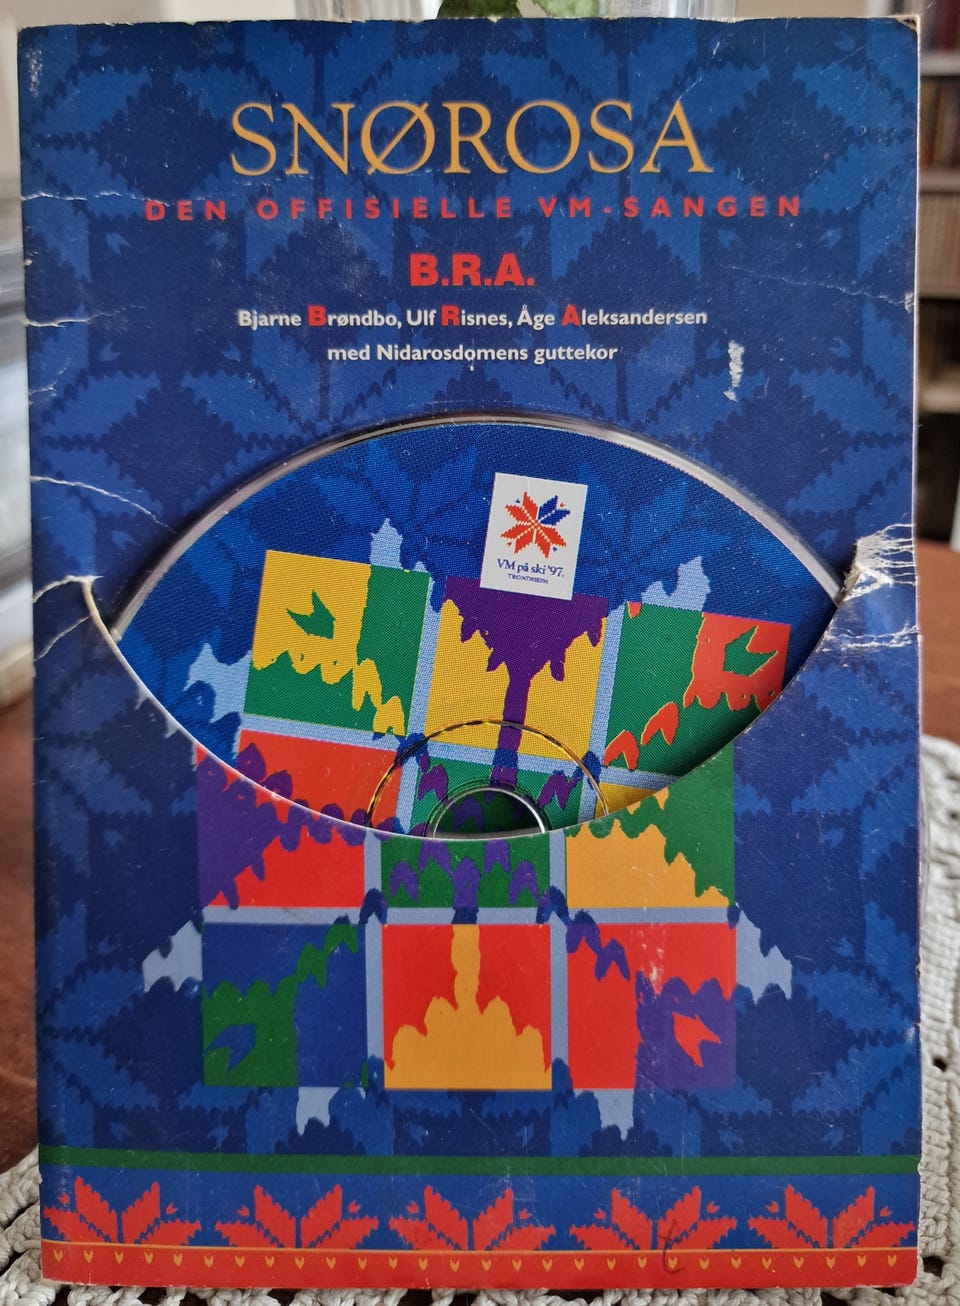 SNØROSA
DEN OFFISIELLE VM-SANGEN
B.R.A.
Bjarne Brøndbo, Ulf Risnes, Åge Aleksandersen
med Nidarosdomens guttekor
VM på ski '97.
TRONDHEIM